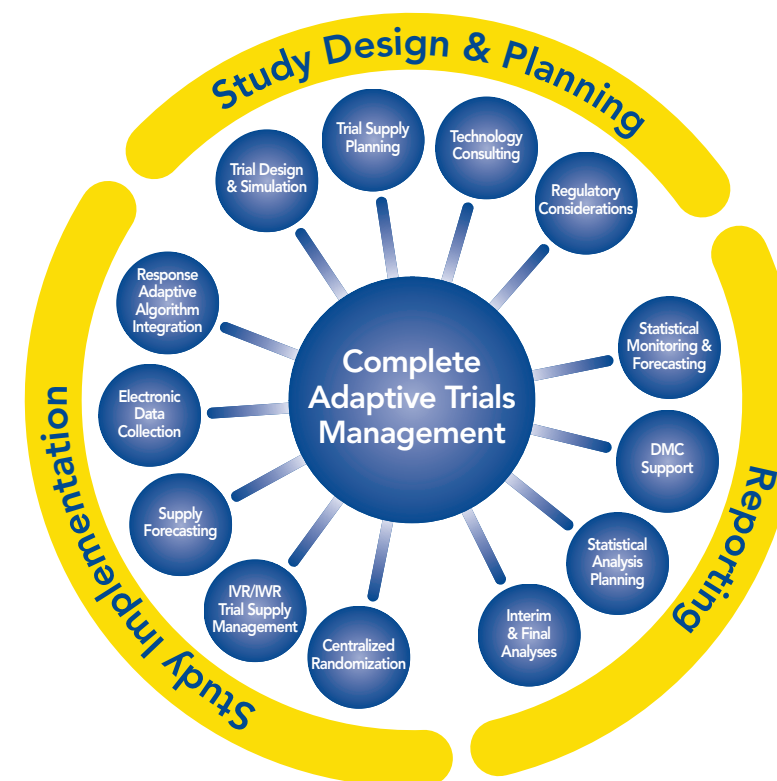 Study Design & Planning
Trial Design
& Simulation
Trial Supply
Planning
Technology
Consulting
Regulatory
Considerations
Complete
Adaptive Trials
Management
Reporting
Statistical
Monitoring &
Forecasting
DMC
Support
Statistical
Analysis
Planning
Interim
& Final
Analyses
Study Implementation
Response
Adaptive
Algorithm
Integration
Electronic
Data
Collection
Supply
Forecasting
IVR/IWR
Trial Supply
Management
Centralized
Randomization